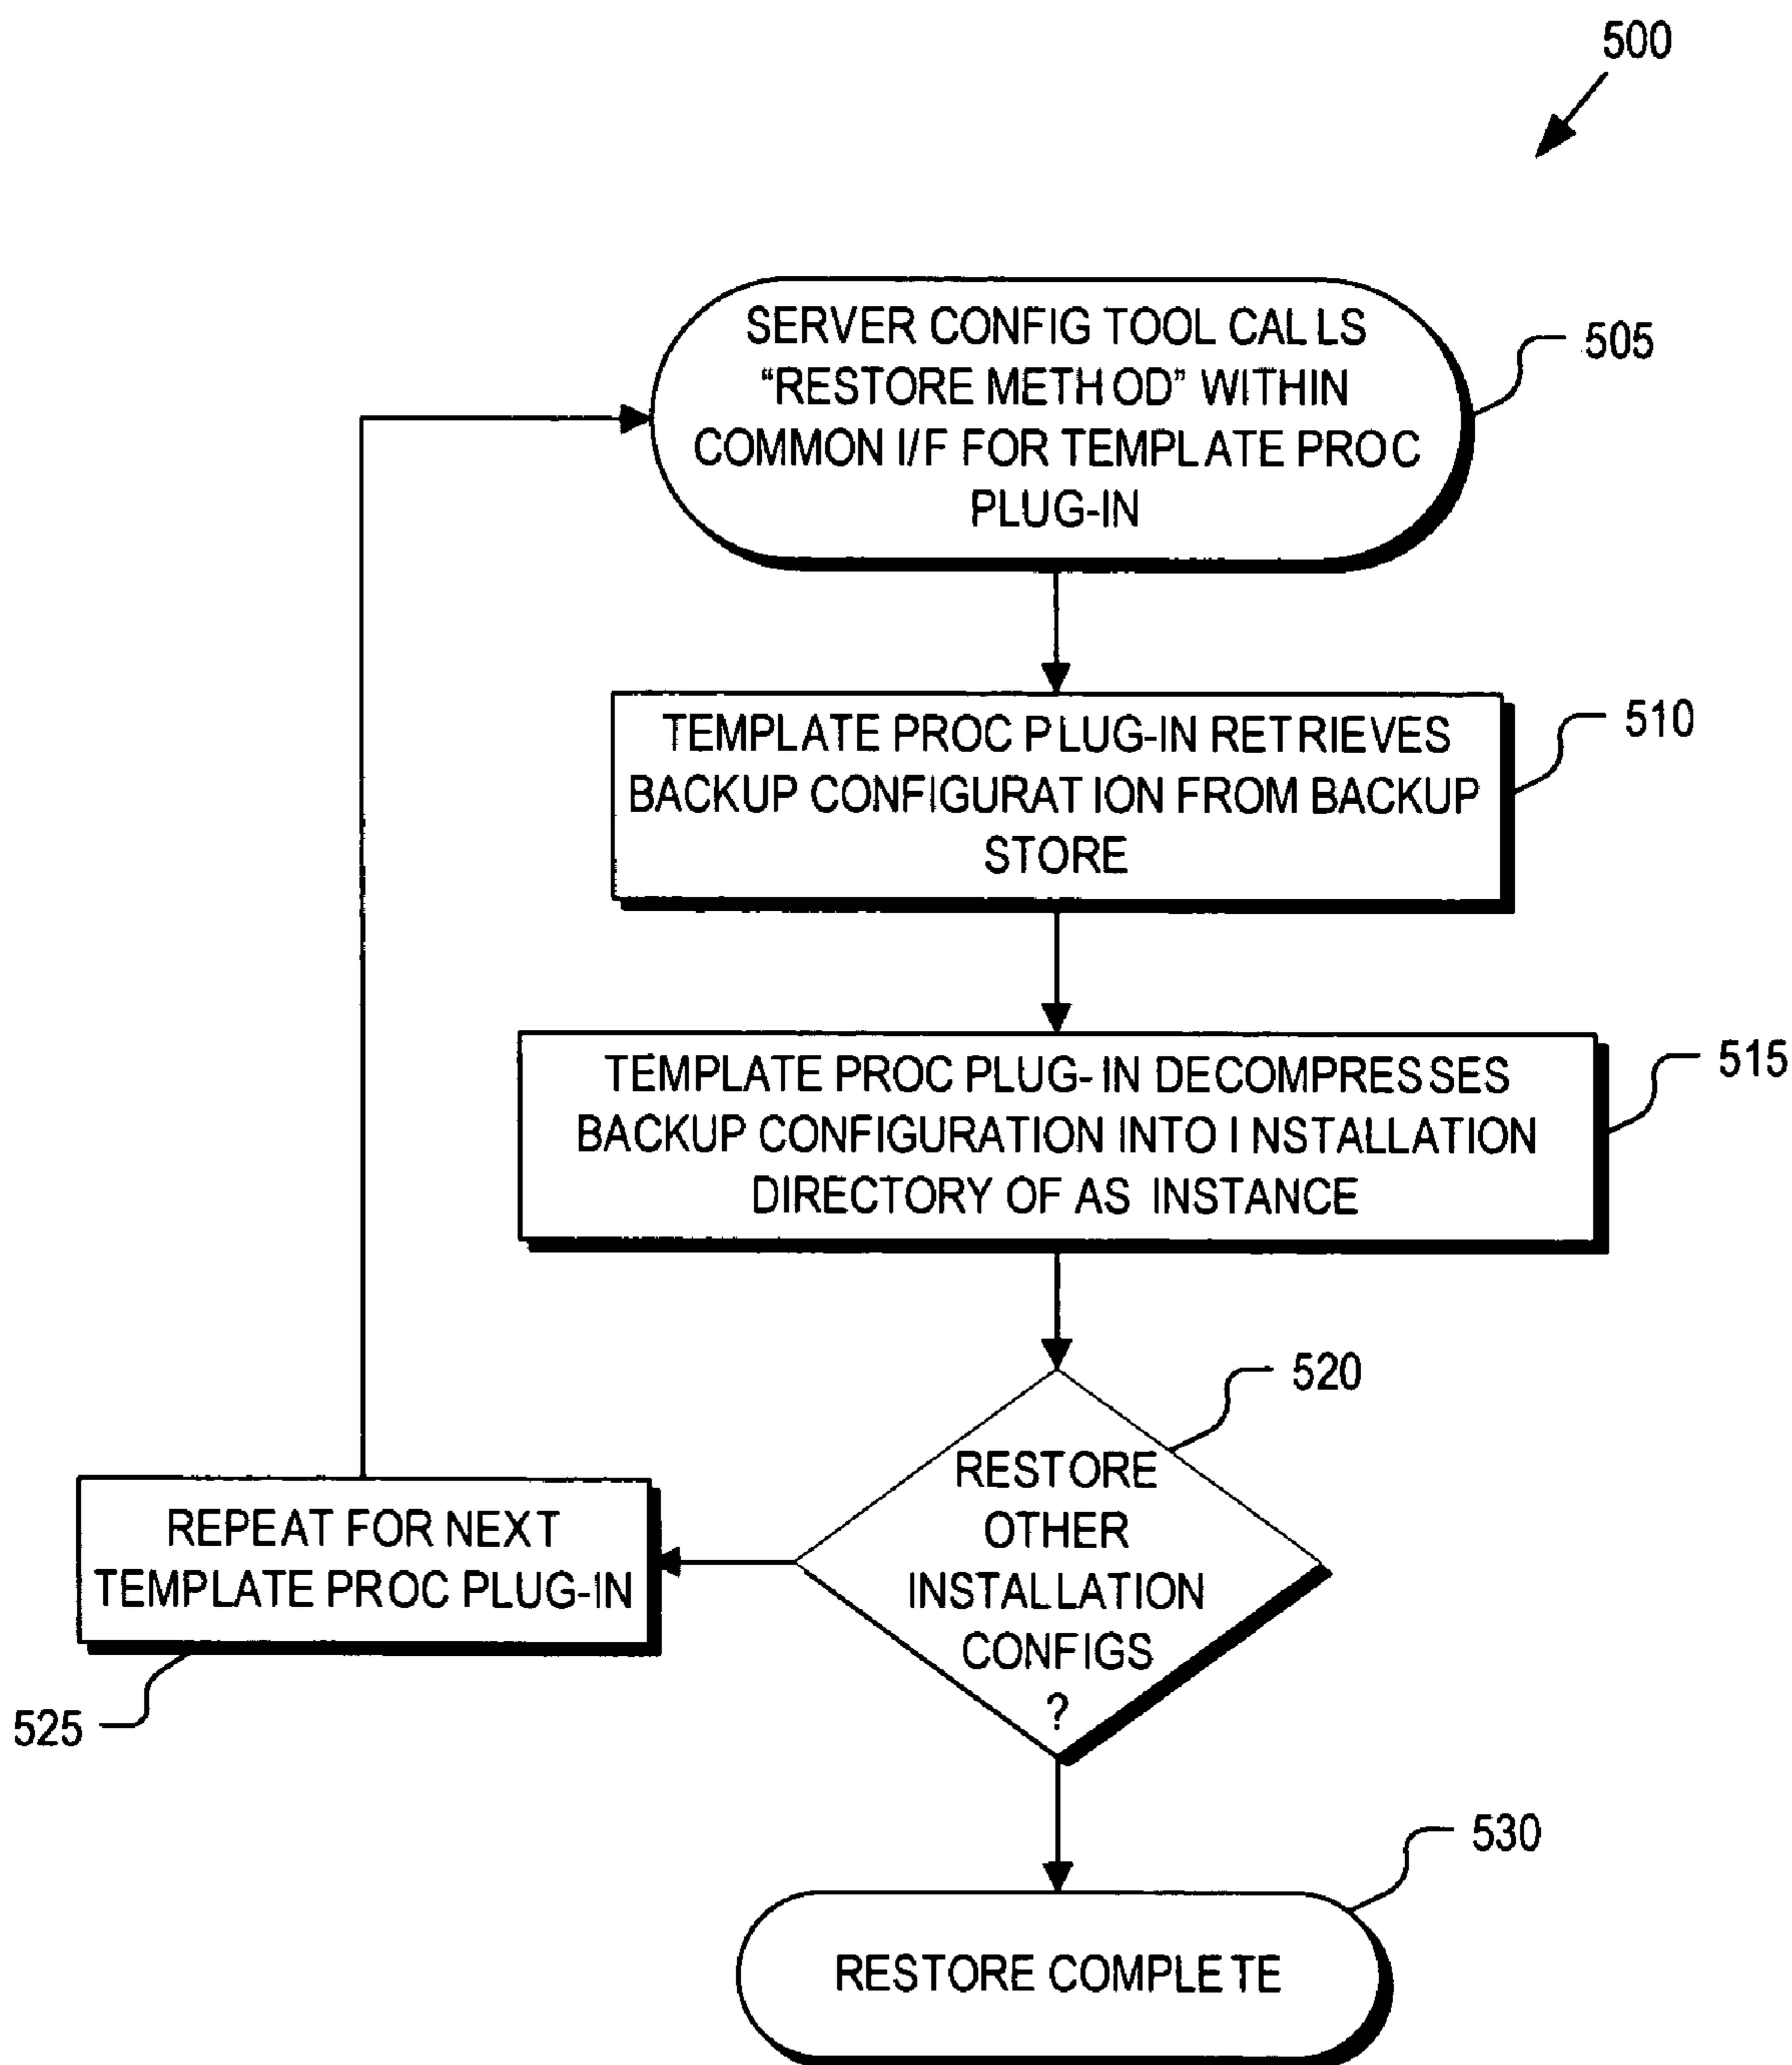 500
SERVER CONFIG TOOL CALLS
“RESTORE METHOD” WITHIN
COMMON I/F FOR TEMPLATE PROC
PLUG-IN
505
TEMPLATE PROC PLUG-IN RETRIEVES
BACKUP CONFIGURATION FROM BACKUP
STORE
510
TEMPLATE PROC PLUG-IN DECOMPRESSES
BACKUP CONFIGURATION INTO INSTALLATION
DIRECTORY OF AS INSTANCE
515
RESTORE
OTHER
INSTALLATION
CONFIGS
?
520
REPEAT FOR NEXT
TEMPLATE PROC PLUG-IN
525
RESTORE COMPLETE
530